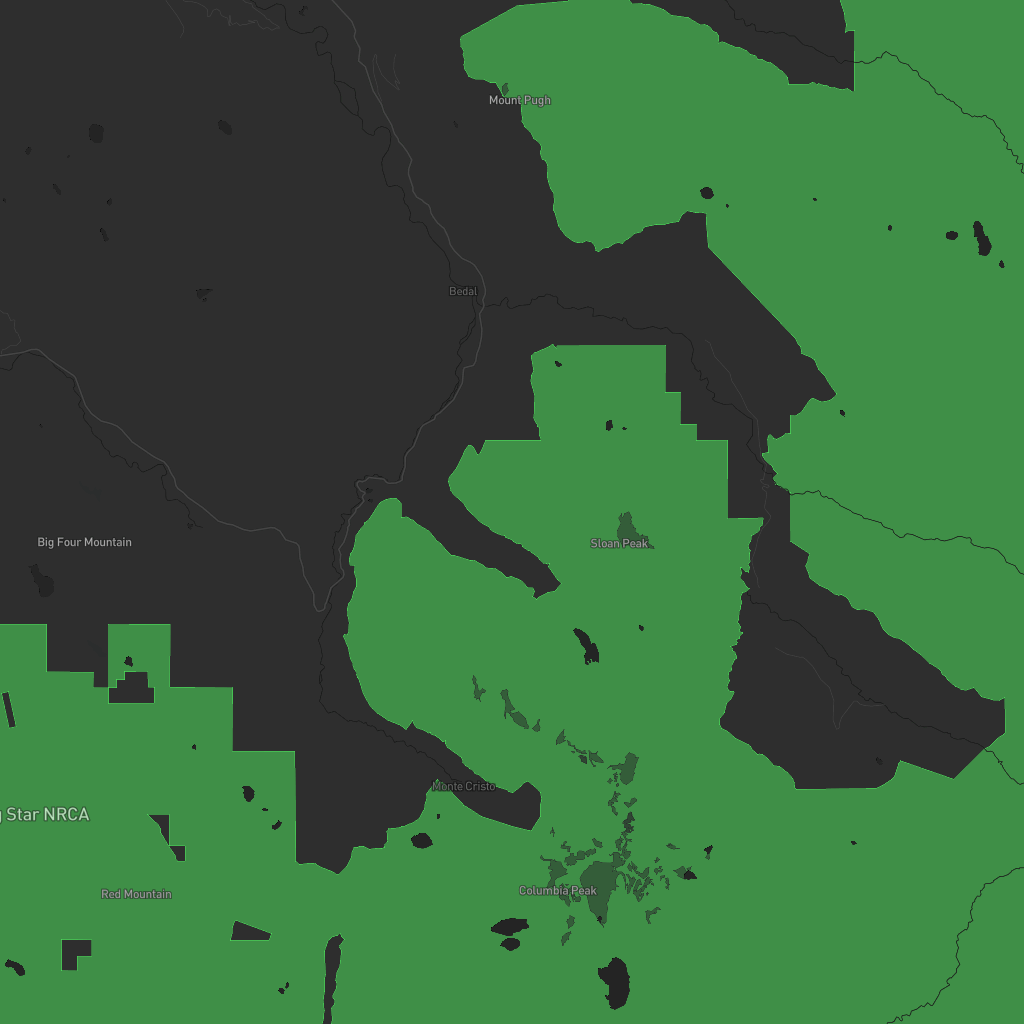 Mount Pugh
Bedal
Big Four Mountain
Sloan Peak
Monte Cristo
Star NRCA
Red Mountain
Columbia Peak